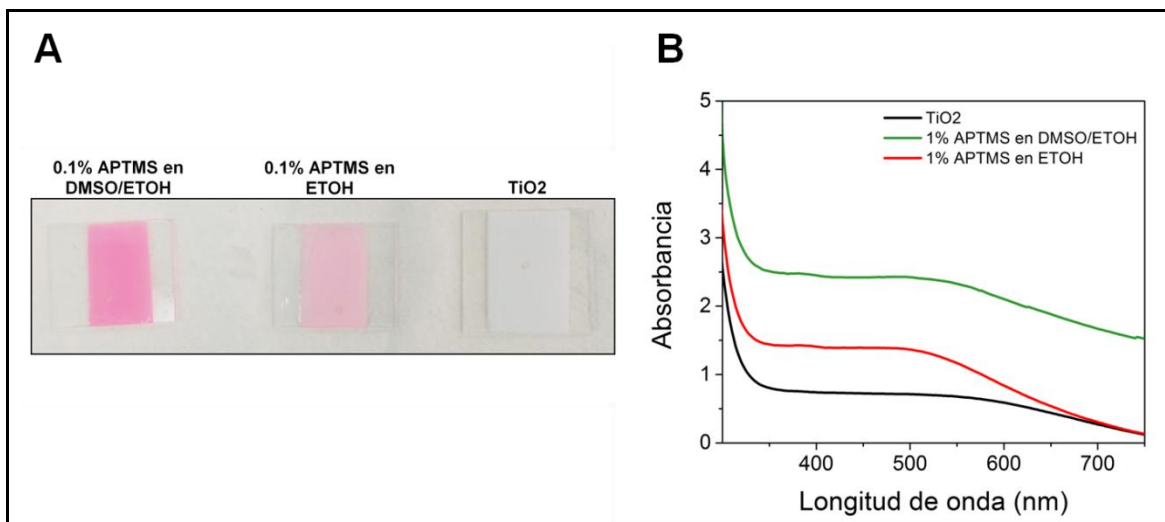 A
0.1% APTMS en
DMSO/ETOH
0.1% APTMS en
ETOH
TiO2
B
5
4
3
2
1
0
Absorbancia
TiO2
1% APTMS en DMSO/ETOH
1% APTMS en ETOH
400 500 600 700
Longitud de onda (nm)